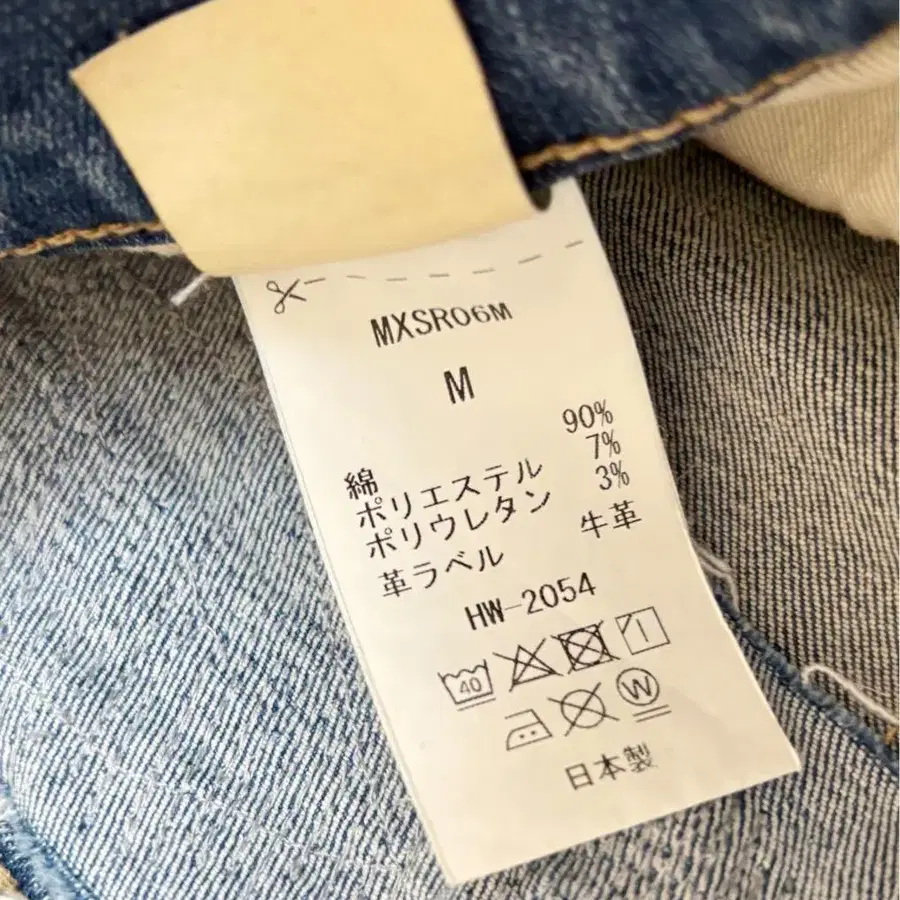 MXSR06M
M
綿 90%
ポリエステル 7%
ポリウレタン 3%
革ラベル 牛革
HW-2054
40
W
日本製